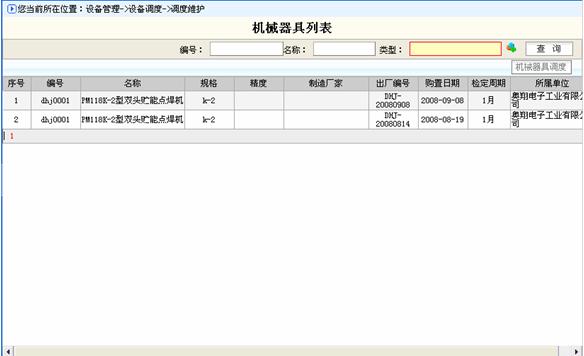 您当前所在位置：设备管理->设备调度->调度维护
机械器具列表
编号： 名称： 类型： 查 询
机械器具调度
序号 编号 名称 规格 精度 制造厂家 出厂编号 购置日期 检定周期 所属单位
1 dhj0001 PM118K-2型双头贮能点焊机 k-2 DHJ-20080908 2008-09-08 1月 奥翔电子工业有限公司
2 dhj0001 PM118K-2型双头贮能点焊机 k-2 DHJ-20080814 2008-08-19 1月 奥翔电子工业有限公司
1